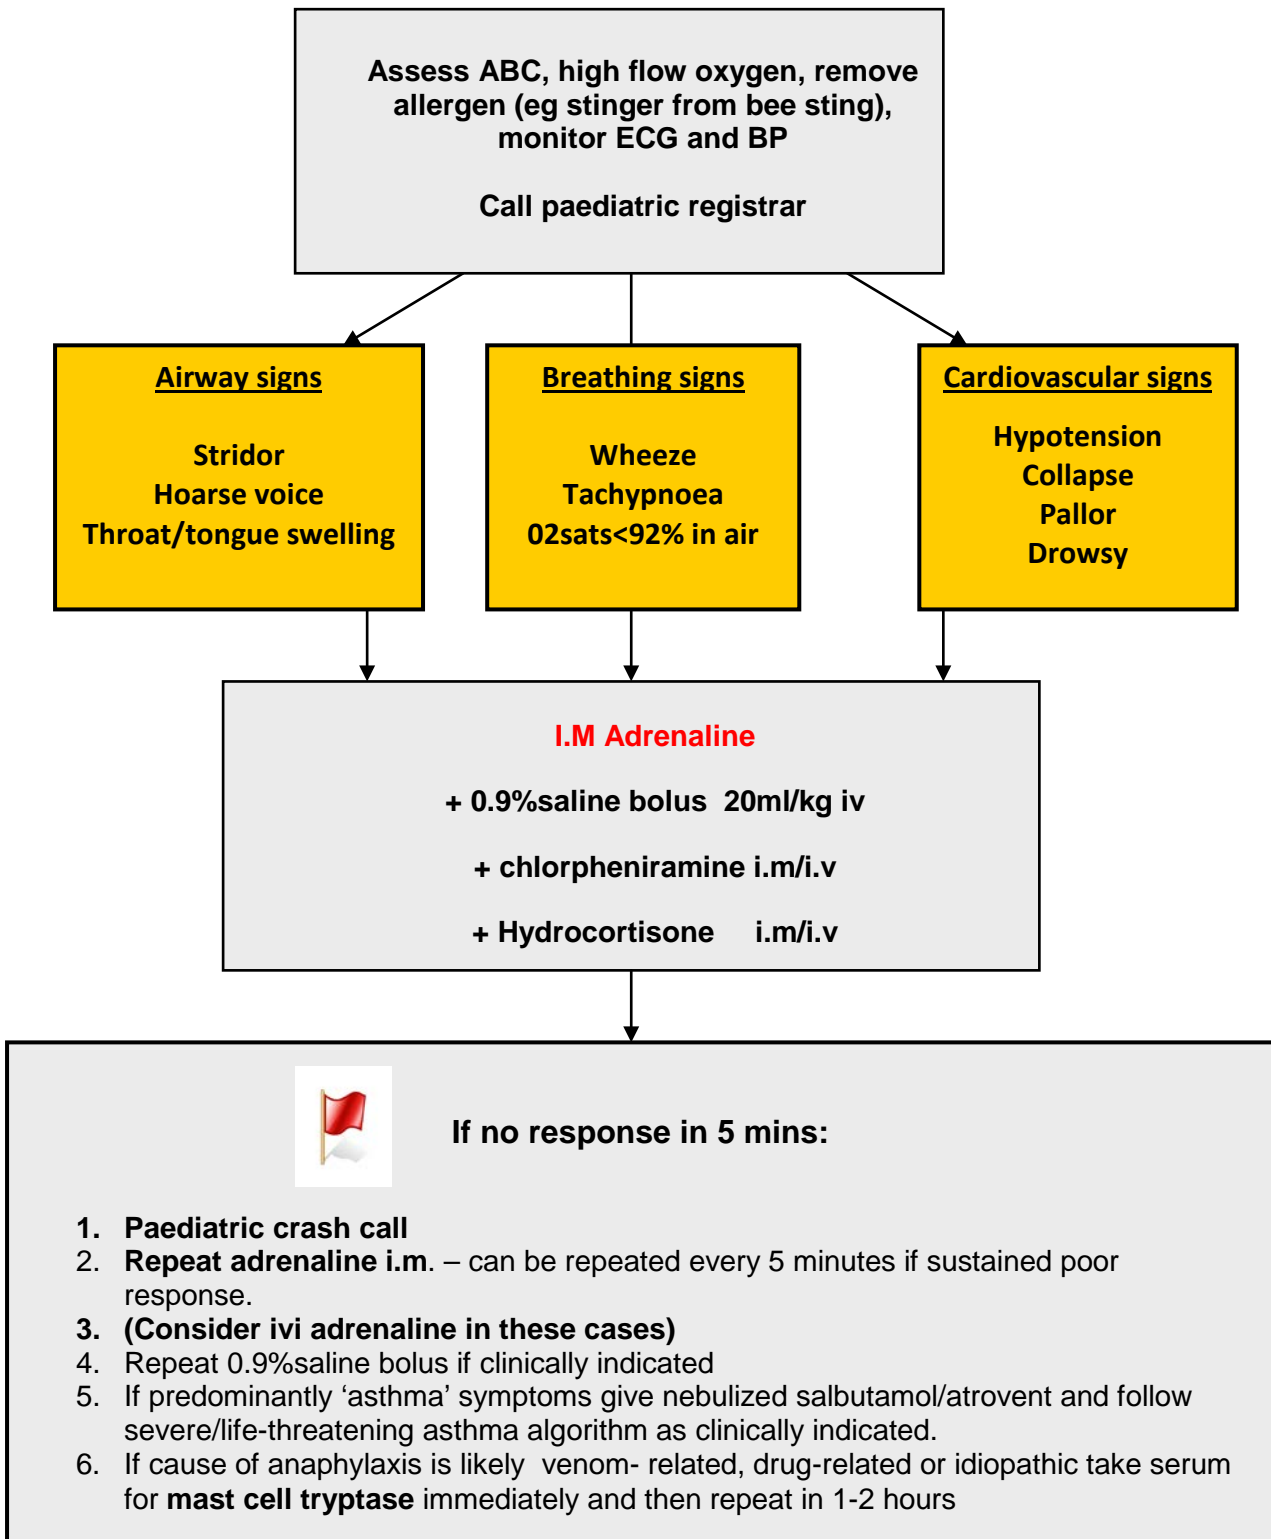 Assess ABC, high flow oxygen, remove
allergen (eg stinger from bee sting),
monitor ECG and BP
Call paediatric registrar
Airway signs
Stridor
Hoarse voice
Throat/tongue swelling
Breathing signs
Wheeze
Tachypnoea
02sats<92% in air
Cardiovascular signs
Hypotension
Collapse
Pallor
Drowsy
I.M Adrenaline
+ 0.9%saline bolus 20ml/kg iv
+ chlorpheniramine i.m/i.v
+ Hydrocortisone i.m/i.v
If no response in 5 mins:
1. Paediatric crash call
2. Repeat adrenaline i.m. – can be repeated every 5 minutes if sustained poor
response.
3. (Consider ivi adrenaline in these cases)
4. Repeat 0.9%saline bolus if clinically indicated
5. If predominantly ‘asthma’ symptoms give nebulized salbutamol/atrovent and follow
severe/life-threatening asthma algorithm as clinically indicated.
6. If cause of anaphylaxis is likely venom- related, drug-related or idiopathic take serum
for mast cell tryptase immediately and then repeat in 1-2 hours